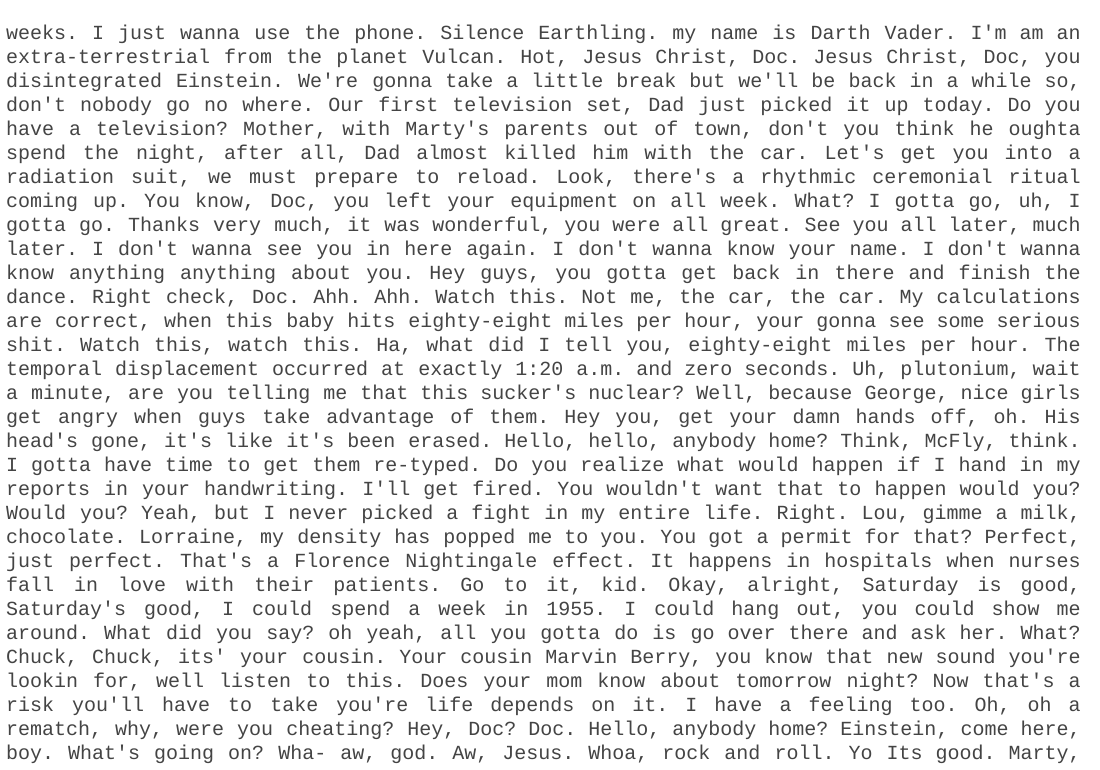 weeks. I just wanna use the phone. Silence Earthling. my name is Darth Vader. I'm am an
extra-terrestrial from the planet Vulcan. Hot, Jesus Christ, Doc. Jesus Christ, Doc, you
disintegrated Einstein. We're gonna take a little break but we'll be back in a while so,
don't nobody go no where. Our first television set, Dad just picked it up today. Do you
have a television? Mother, with Marty's parents out of town, don't you think he oughta
spend the night, after all, Dad almost killed him with the car. Let's get you into a
radiation suit, we must prepare to reload. Look, there's a rhythmic ceremonial ritual
coming up. You know, Doc, you left your equipment on all week. What? I gotta go, uh, I
gotta go. Thanks very much, it was wonderful, you were all great. See you all later, much
later. I don't wanna see you in here again. I don't wanna know your name. I don't wanna
know anything anything about you. Hey guys, you gotta get back in there and finish the
dance. Right check, Doc. Ahh. Ahh. Watch this. Not me, the car, the car. My calculations
are correct, when this baby hits eighty-eight miles per hour, your gonna see some serious
shit. Watch this, watch this. Ha, what did I tell you, eighty-eight miles per hour. The
temporal displacement occurred at exactly 1:20 a.m. and zero seconds. Uh, plutonium, wait
a minute, are you telling me that this sucker's nuclear? Well, because George, nice girls
get angry when guys take advantage of them. Hey you, get your damn hands off, oh. His
head's gone, it's like it's been erased. Hello, hello, anybody home? Think, McFly, think.
I gotta have time to get them re-typed. Do you realize what would happen if I hand in my
reports in your handwriting. I'll get fired. You wouldn't want that to happen would you?
Would you? Yeah, but I never picked a fight in my entire life. Right. Lou, gimme a milk,
chocolate. Lorraine, my density has popped me to you. You got a permit for that? Perfect,
just perfect. That's a Florence Nightingale effect. It happens in hospitals when nurses
fall in love with their patients. Go to it, kid. Okay, alright, Saturday is good,
Saturday's good, I could spend a week in 1955. I could hang out, you could show me
around. What did you say? oh yeah, all you gotta do is go over there and ask her. What?
Chuck, Chuck, its' your cousin. Your cousin Marvin Berry, you know that new sound you're
lookin for, well listen to this. Does your mom know about tomorrow night? Now that's a
risk you'll have to take you're life depends on it. I have a feeling too. Oh, oh a
rematch, why, were you cheating? Hey, Doc? Doc. Hello, anybody home? Einstein, come here,
boy. What's going on? Wha- aw, god. Aw, Jesus. Whoa, rock and roll. Yo Its good. Marty,